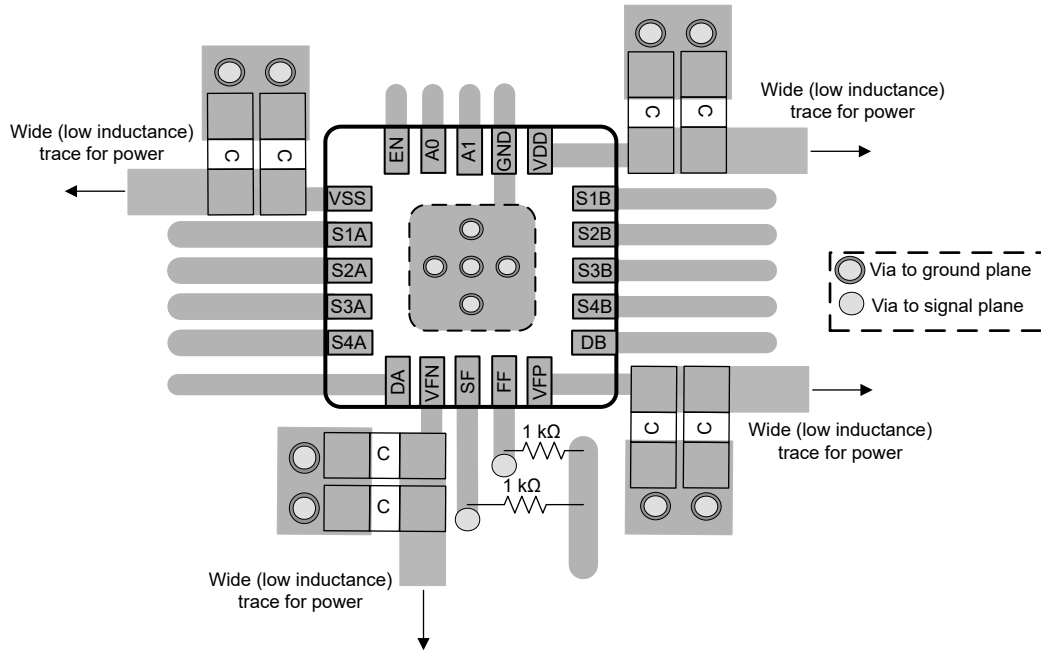 Wide (low inductance)
trace for power
C
C
Wide (low inductance)
trace for power
C
C
EN
A0
A1
GND
VDD
VSS
S1A
S2A
S3A
S4A
S1B
S2B
S3B
S4B
DB
Via to ground plane
Via to signal plane
DA
VFN
SF
FF
VFP
C
C
Wide (low inductance)
trace for power
1 kΩ
1 kΩ
C
C
Wide (low inductance)
trace for power